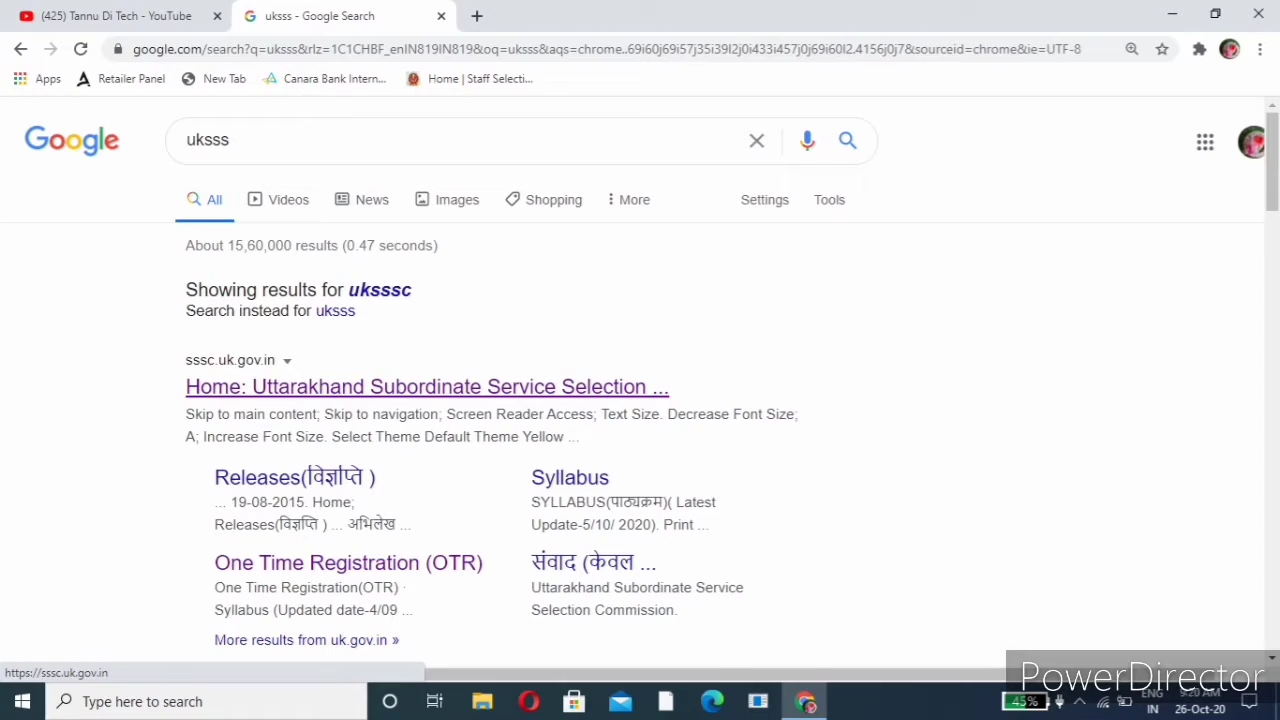 (425) Tannu Di Tech - YouTube
uksss - Google Search
google.com/search?q=uksss&rlz=1C1CHBF_enIN819IN819&oq=uksss&aqs=chrome..69i60j69i57j35i39l2j0i433i457j0j69i60l2.4156j0j7&sourceid=chrome&ie=UTF-8
Apps Retailer Panel New Tab Canara Bank Intern... Home | Staff Selecti...
Google uksss
All Videos News Images Shopping More Settings Tools
About 15,60,000 results (0.47 seconds)
Showing results for uksssc
Search instead for uksss
sssc.uk.gov.in
Home: Uttarakhand Subordinate Service Selection ...
Skip to main content; Skip to navigation; Screen Reader Access; Text Size. Decrease Font Size;
A; Increase Font Size. Select Theme Default Theme Yellow ...
Releases(विज्ञप्ति )
... 19-08-2015. Home;
Releases(विज्ञप्ति ) ... अभिलेख ...
Syllabus
SYLLABUS(पाठ्यक्रम)( Latest
Update-5/10/ 2020). Print ...
One Time Registration (OTR)
One Time Registration(OTR) ·
Syllabus (Updated date-4/09 ...
संवाद (केवल ...
Uttarakhand Subordinate Service
Selection Commission.
More results from uk.gov.in »
https://sssc.uk.gov.in
PowerDirector
Type here to search
45%
ENG
IN
9:20 AM
26-Oct-20